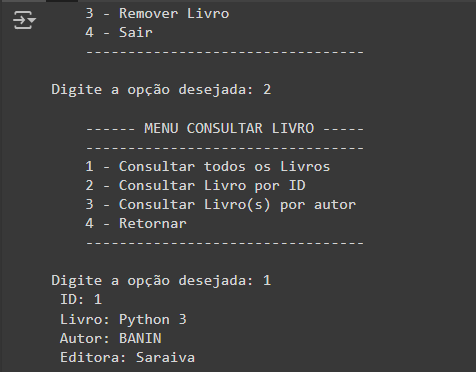 3 - Remover Livro
4 - Sair
---------------------------------
Digite a opção desejada: 2
------ MENU CONSULTAR LIVRO -----
---------------------------------
1 - Consultar todos os Livros
2 - Consultar Livro por ID
3 - Consultar Livro(s) por autor
4 - Retornar
---------------------------------
Digite a opção desejada: 1
ID: 1
Livro: Python 3
Autor: BANIN
Editora: Saraiva